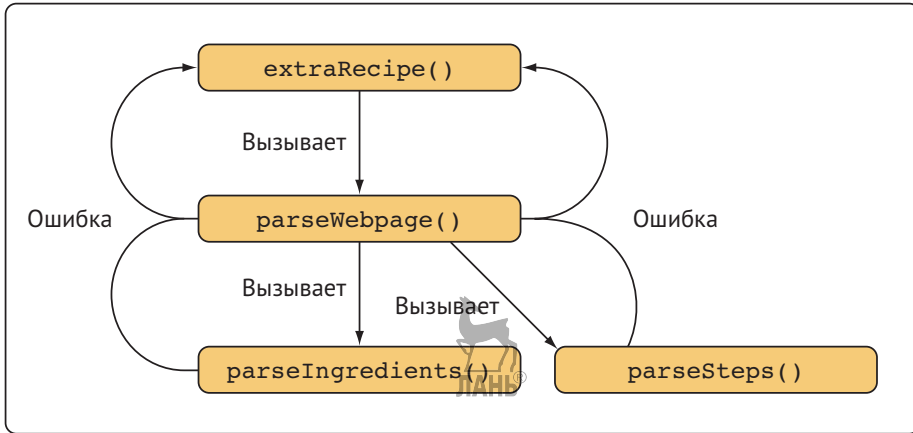 extraRecipe()
Вызывает
Ошибка
parseWebpage()
Ошибка
Вызывает
Вызывает
parseIngredients()
parseSteps()
ЛАНЬ®